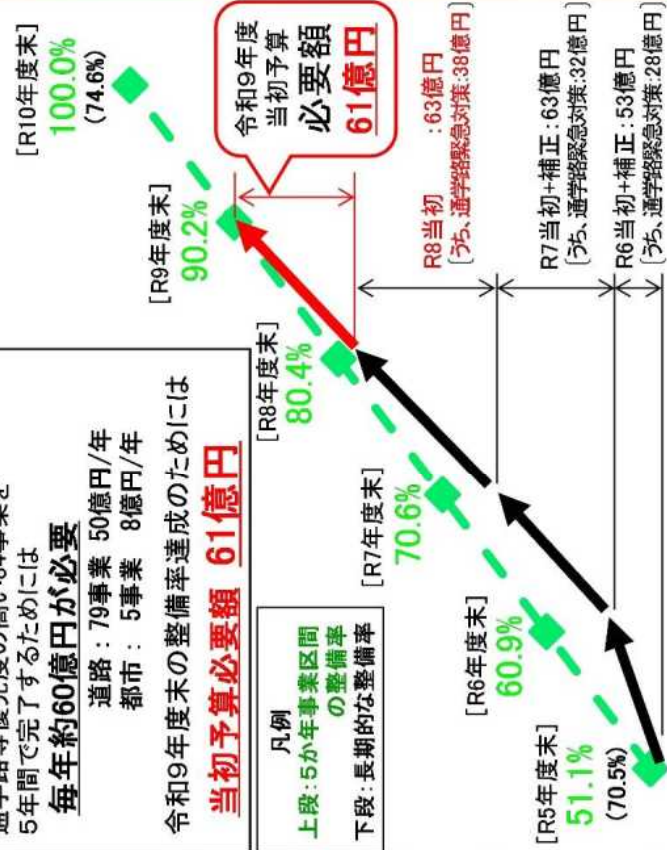 5年間で完了するためには
毎年約60億円が必要
道路：79事業 50億円/年
都市： 5事業 8億円/年
令和9年度末の整備率達成のためには
当初予算必要額 61億円
凡例
上段：5か年事業区間
の整備率
下段：長期的な整備率
[R5年度末]
51.1%
(70.5%)
[R6年度末]
60.9%
[R7年度末]
70.6%
[R8年度末]
80.4%
[R9年度末]
90.2%
[R10年度末]
100.0%
(74.6%)
令和9年度
当初予算
必要額
61億円
R8当初 ：63億円
[うち、通学路緊急対策：38億円]
R7当初+補正：63億円
[うち、通学路緊急対策：32億円]
R6当初+補正：53億円
[うち、通学路緊急対策：28億円]